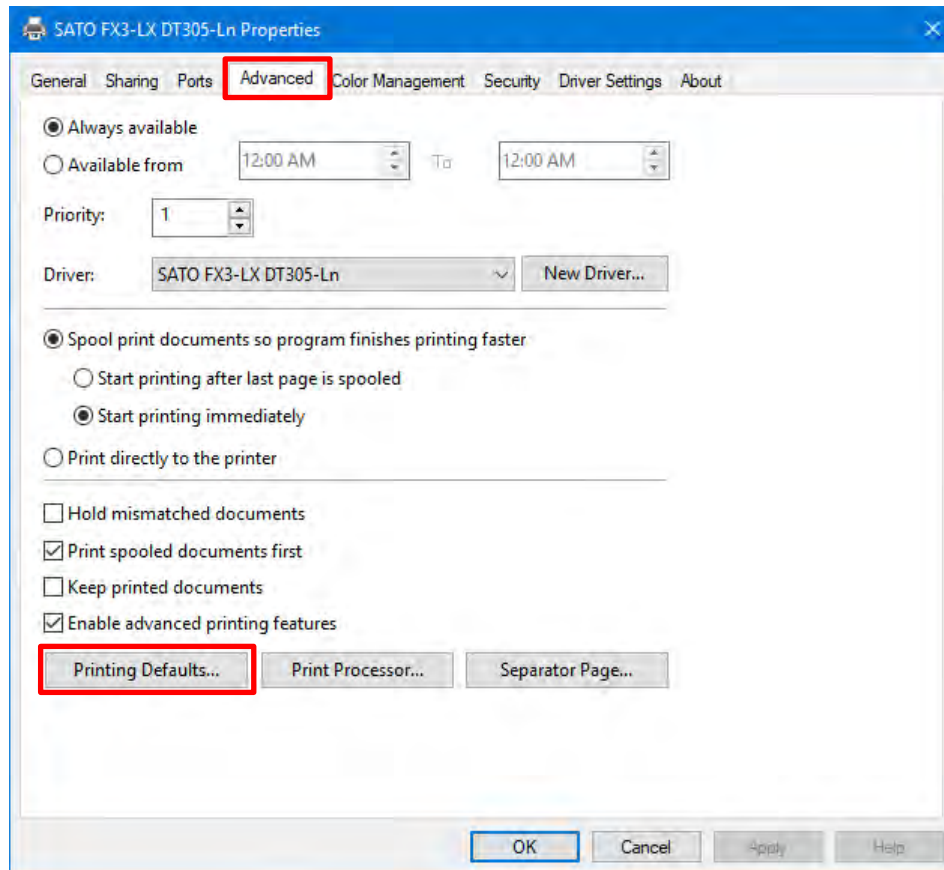 SATO FX3-LX DT305-Ln Properties
General Sharing Ports Advanced Color Management Security Driver Settings About
Always available
Available from 12:00 AM To 12:00 AM
Priority: 1
Driver: SATO FX3-LX DT305-Ln New Driver...
Spool print documents so program finishes printing faster
Start printing after last page is spooled
Start printing immediately
Print directly to the printer
Hold mismatched documents
Print spooled documents first
Keep printed documents
Enable advanced printing features
Printing Defaults... Print Processor... Separator Page...
OK Cancel Apply Help